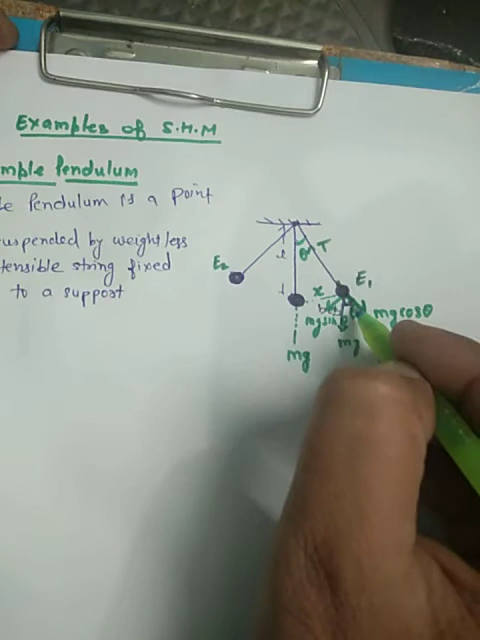 Examples of S.H.M
mple Pendulum
le Pendulum is a point
uspended by weightless
tensible string fixed
to a support
θ T
l
E₂
E₁
x
mg sinθ
mg cosθ
mg
mg